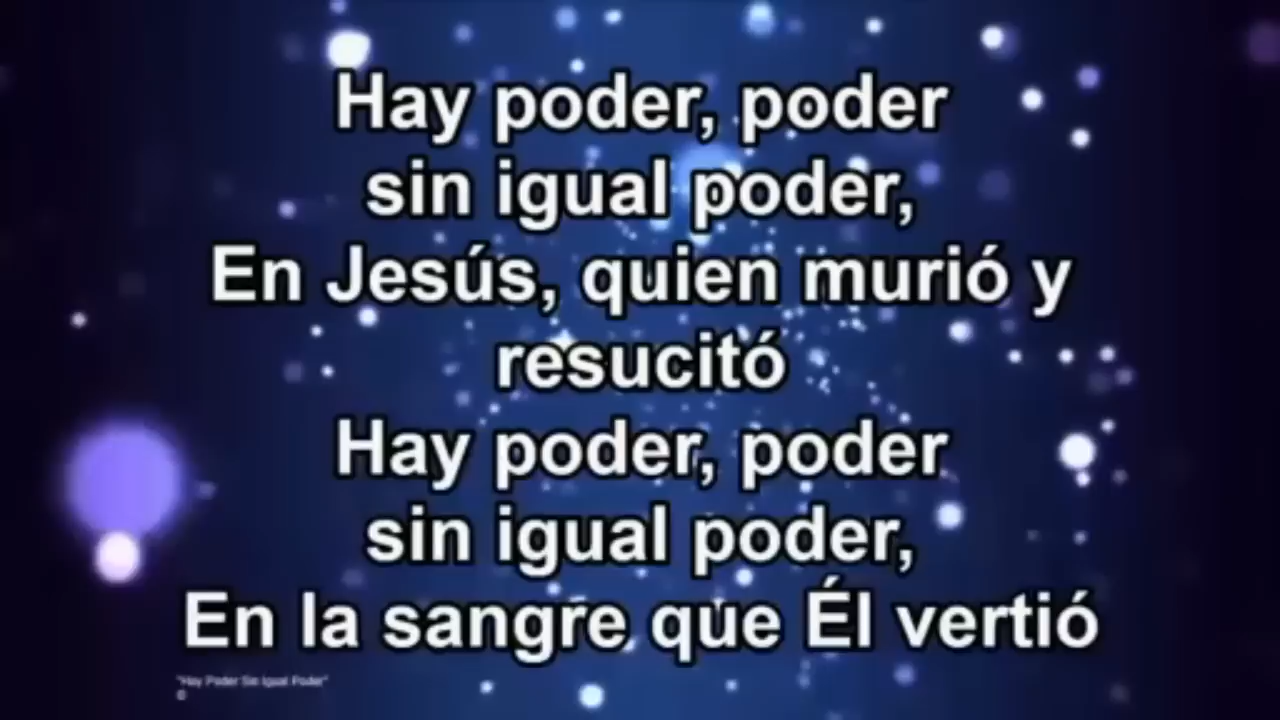 Hay poder, poder
sin igual poder,
En Jesús, quien murió y
resucitó
Hay poder, poder
sin igual poder,
En la sangre que Él vertió
"Hay Poder Sin Igual Poder"
©